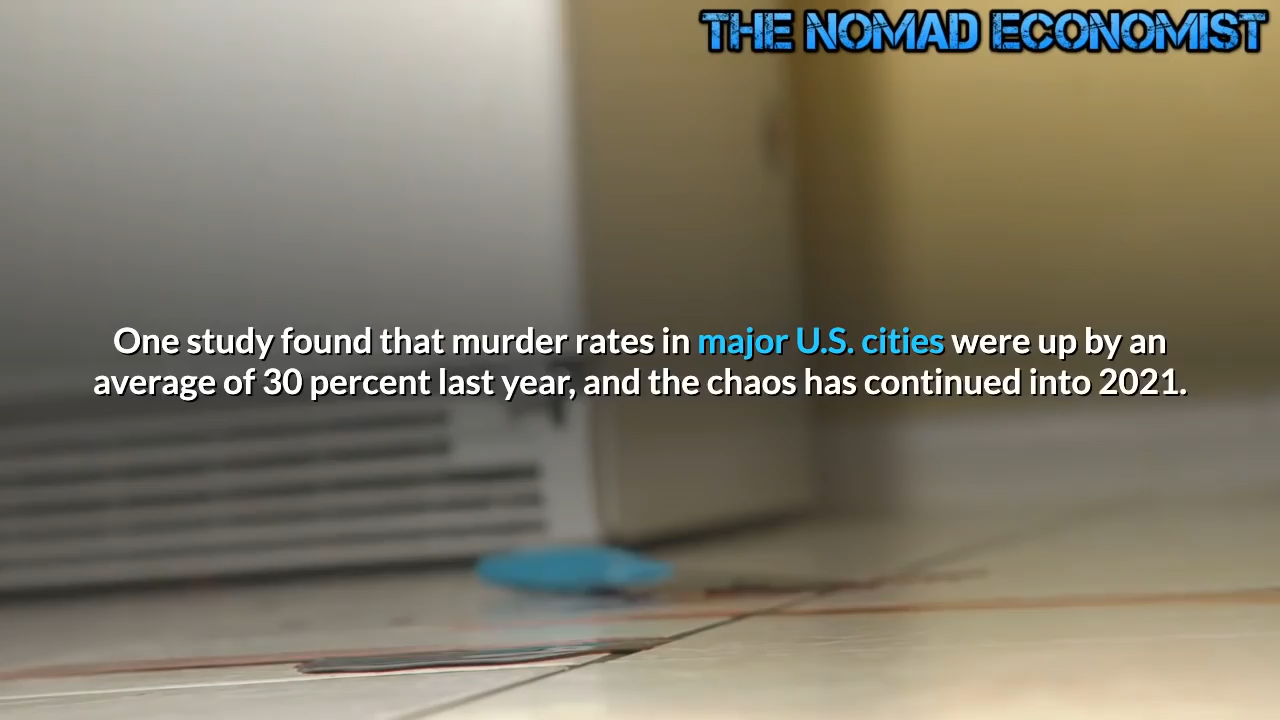 THE NOMAD ECONOMIST
One study found that murder rates in major U.S. cities were up by an
average of 30 percent last year, and the chaos has continued into 2021.